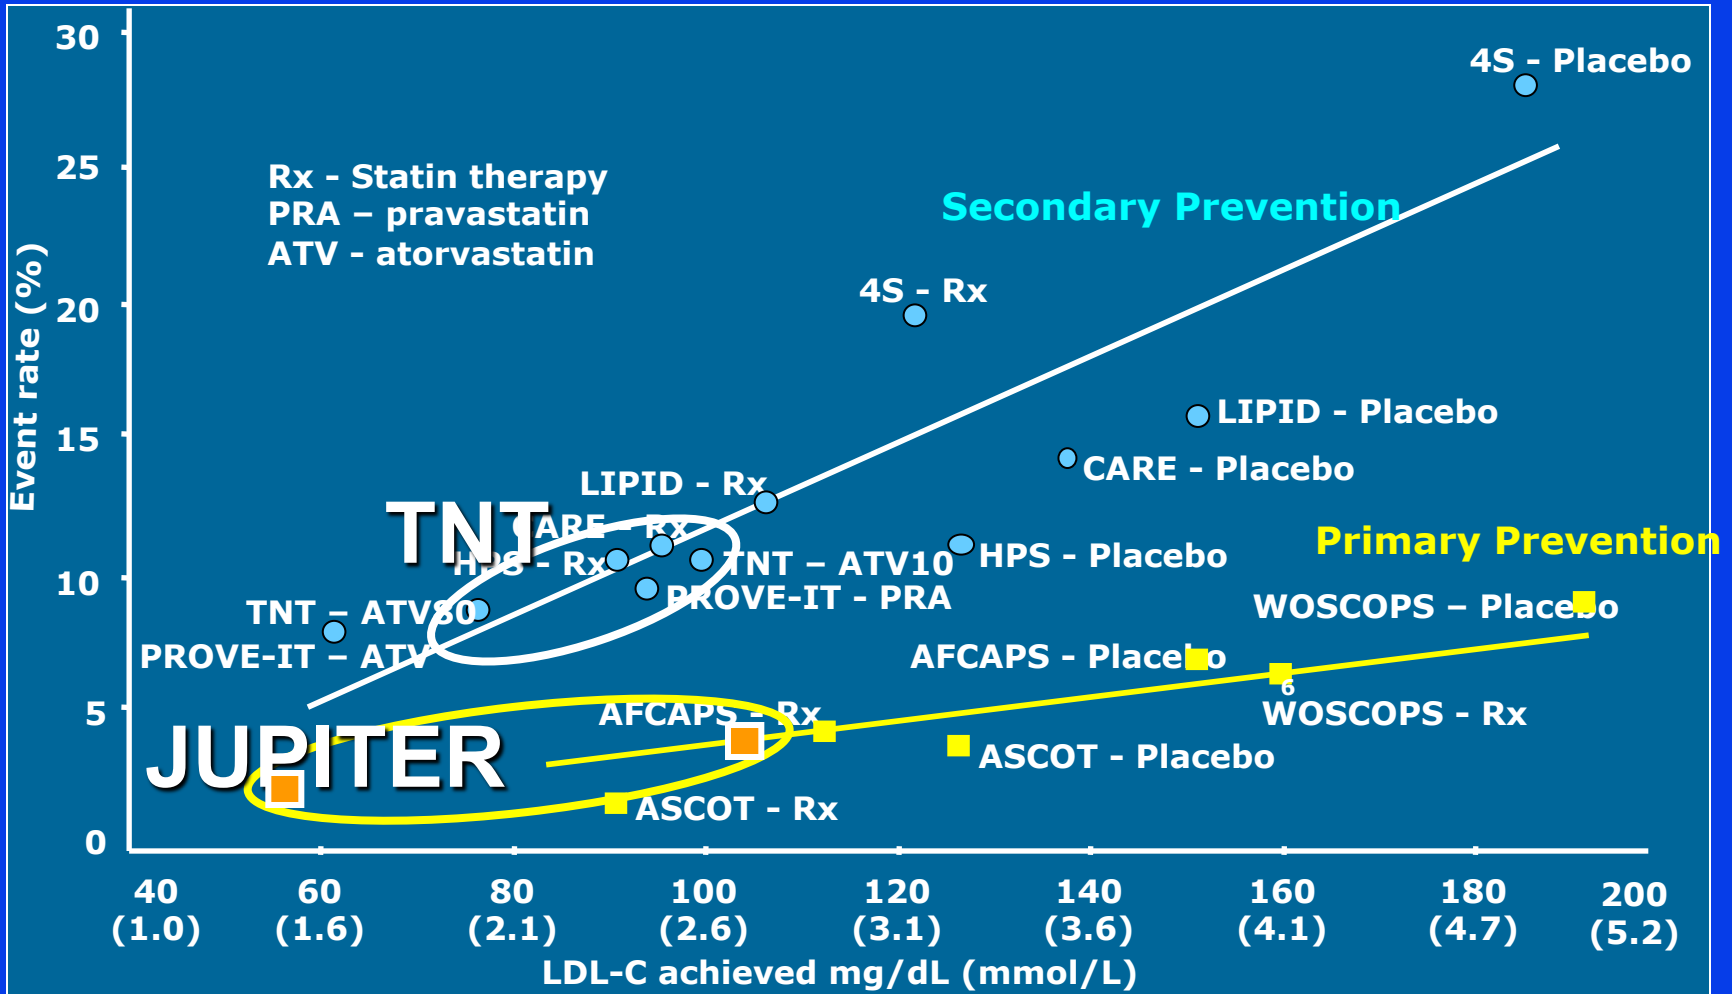 30
25
20
15
10
5
0
Event rate (%)
4S - Placebo
Rx - Statin therapy
PRA – pravastatin
ATV - atorvastatin
Secondary Prevention
4S - Rx
LIPID - Placebo
CARE - Placebo
LIPID - Rx
TNT
CARE - Rx
HPS - Rx
TNT – ATV10
HPS - Placebo
Primary Prevention
PROVE-IT - PRA
TNT – ATV80
WOSCOPS – Placebo
PROVE-IT – ATV
AFCAPS - Placebo
6
AFCAPS - Rx
WOSCOPS - Rx
JUPITER
ASCOT - Placebo
ASCOT - Rx
40 60 80 100 120 140 160 180 200
(1.0) (1.6) (2.1) (2.6) (3.1) (3.6) (4.1) (4.7) (5.2)
LDL-C achieved mg/dL (mmol/L)